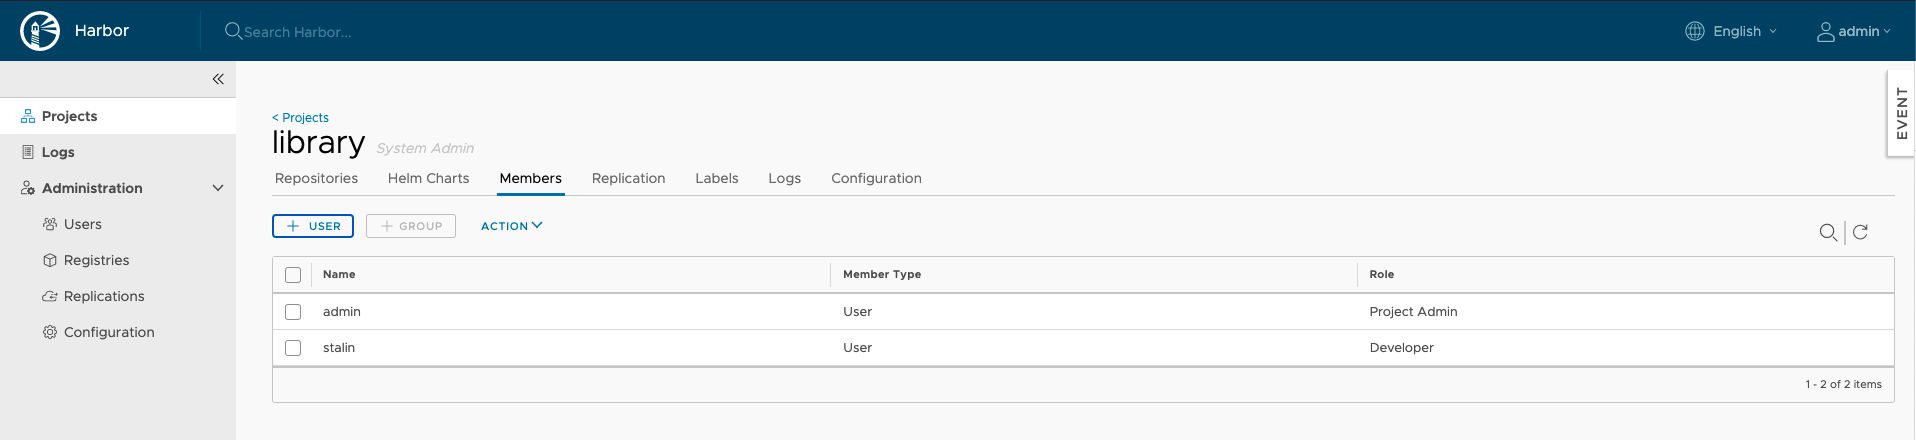 Harbor
Search Harbor...
English
admin
Projects
Logs
Administration
Users
Registries
Replications
Configuration
< Projects
library System Admin
Repositories Helm Charts Members Replication Labels Logs Configuration
USER GROUP ACTION
Name Member Type Role
admin User Project Admin
stalin User Developer
1 - 2 of 2 items
EVENT